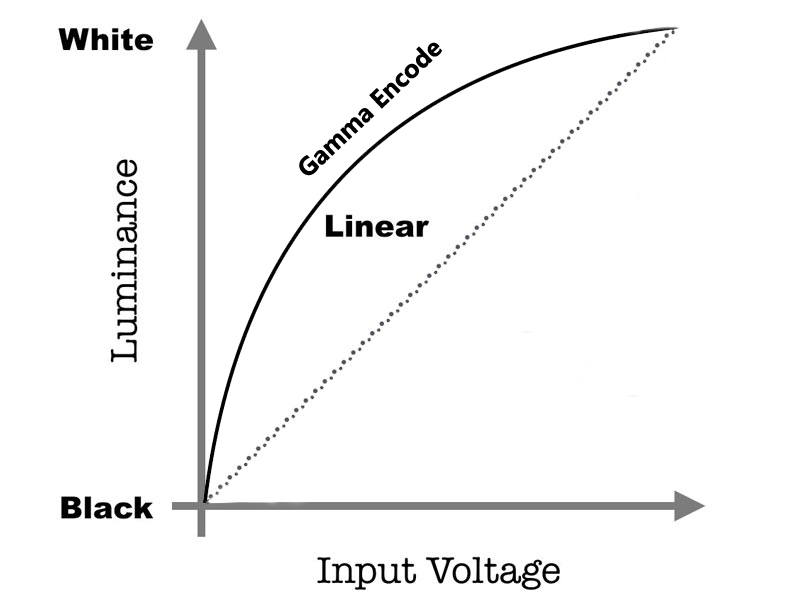 White
Gamma Encode
Linear
Luminance
Black
Input Voltage